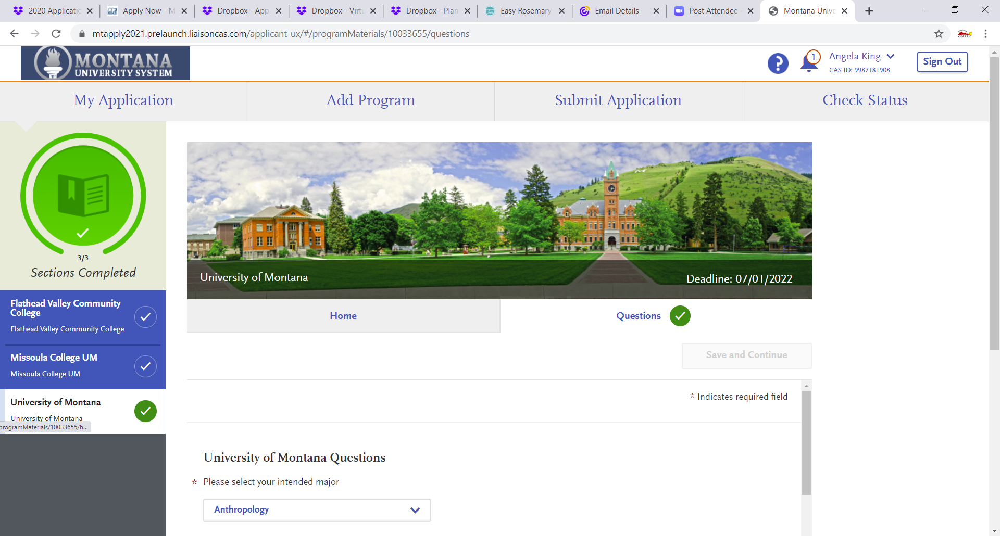 2020 Applicatic
Apply Now - M
Dropbox - App
Dropbox - Virtu
Dropbox - Plan
Easy Rosemary
Email Details
Post Attendee -
Montana Unive
mtapply2021.prelaunch.liaisoncas.com/applicant-ux/#/programMaterials/10033655/questions
GEAR UP
MONTANA
UNIVERSITY SYSTEM
?
1
Angela King
CAS ID: 9987181908
Sign Out
My Application
Add Program
Submit Application
Check Status
3/3
Sections Completed
Flathead Valley Community
College
Flathead Valley Community College
Missoula College UM
Missoula College UM
University of Montana
University of Montana
programMaterials/10033655/h...
University of Montana
Deadline: 07/01/2022
Home
Questions
Save and Continue
* Indicates required field
University of Montana Questions
* Please select your intended major
Anthropology